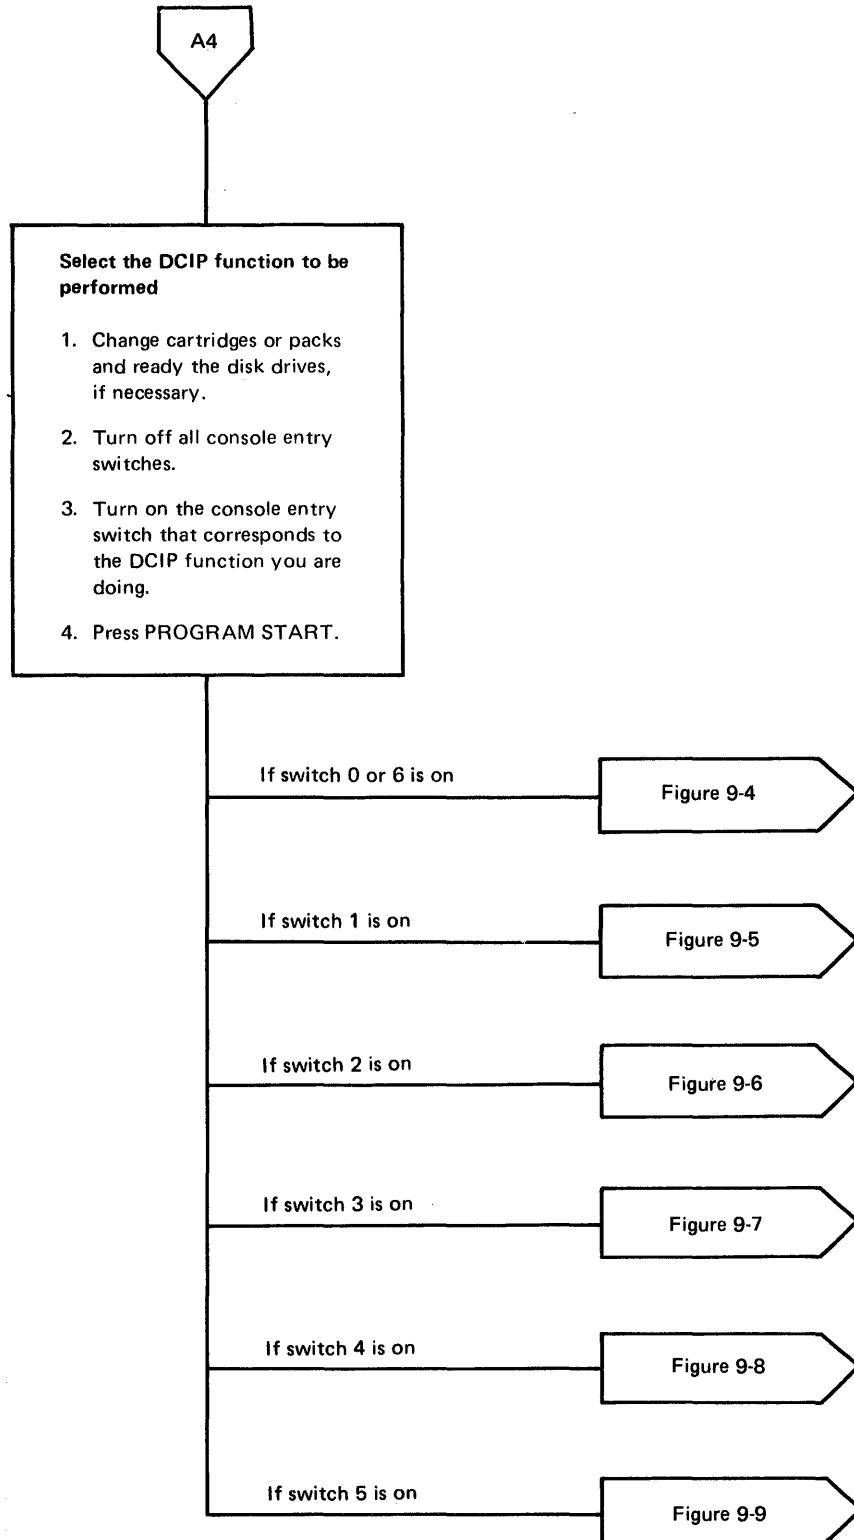 A4
Select the DCIP function to be
performed
1. Change cartridges or packs
and ready the disk drives,
if necessary.
2. Turn off all console entry
switches.
3. Turn on the console entry
switch that corresponds to
the DCIP function you are
doing.
4. Press PROGRAM START.
If switch 0 or 6 is on
Figure 9-4
If switch 1 is on
Figure 9-5
If switch 2 is on
Figure 9-6
If switch 3 is on
Figure 9-7
If switch 4 is on
Figure 9-8
If switch 5 is on
Figure 9-9